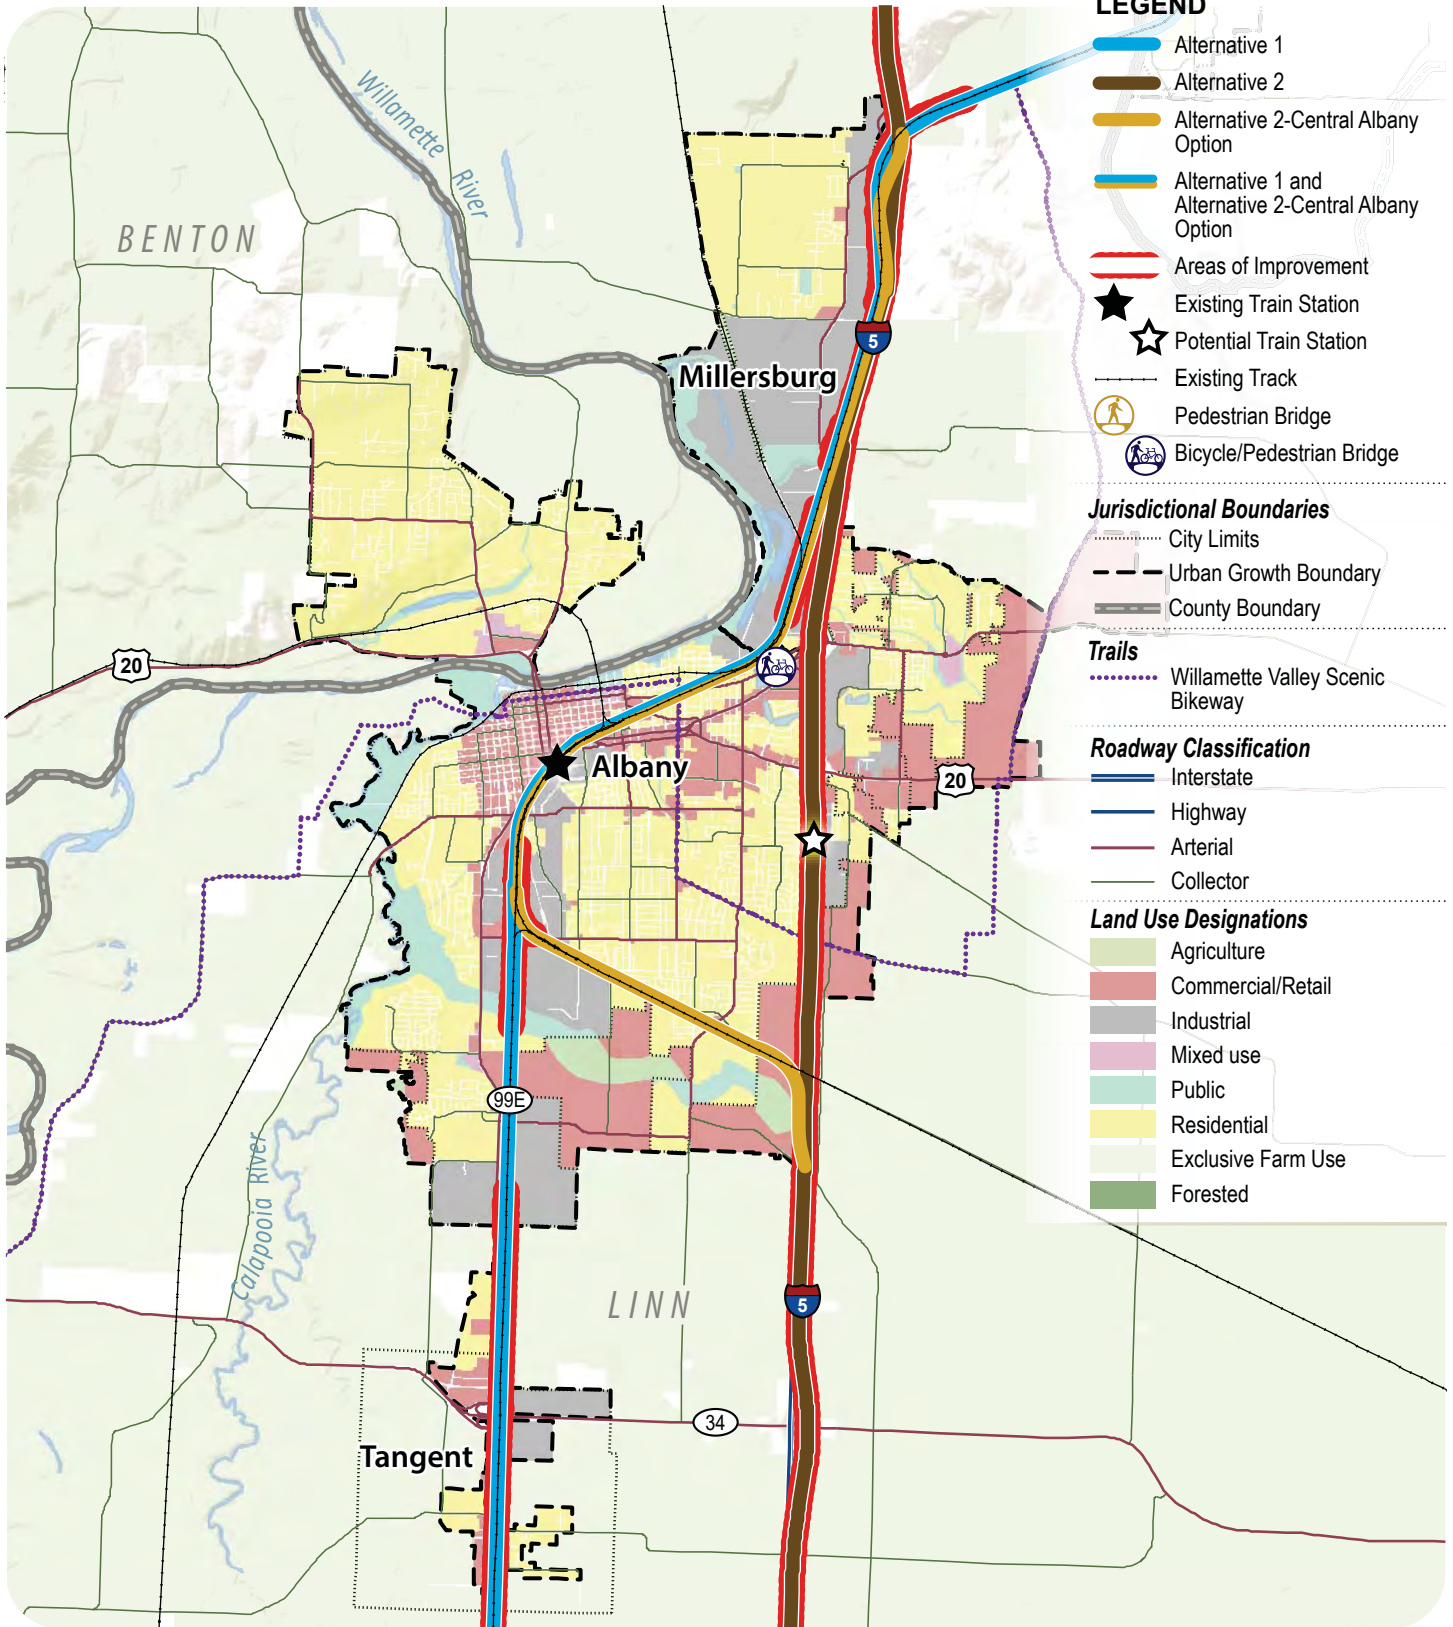 LEGEND
Alternative 1
Alternative 2
Alternative 2-Central Albany
Option
Alternative 1 and
Alternative 2-Central Albany
Option
Areas of Improvement
Existing Train Station
Potential Train Station
Existing Track
Pedestrian Bridge
Bicycle/Pedestrian Bridge
Jurisdictional Boundaries
City Limits
Urban Growth Boundary
County Boundary
Trails
Willamette Valley Scenic
Bikeway
Roadway Classification
Interstate
Highway
Arterial
Collector
Land Use Designations
Agriculture
Commercial/Retail
Industrial
Mixed use
Public
Residential
Exclusive Farm Use
Forested
Willamette River
BENTON
5
Millersburg
20
Albany
20
99E
Calapooia River
LINN
5
34
Tangent